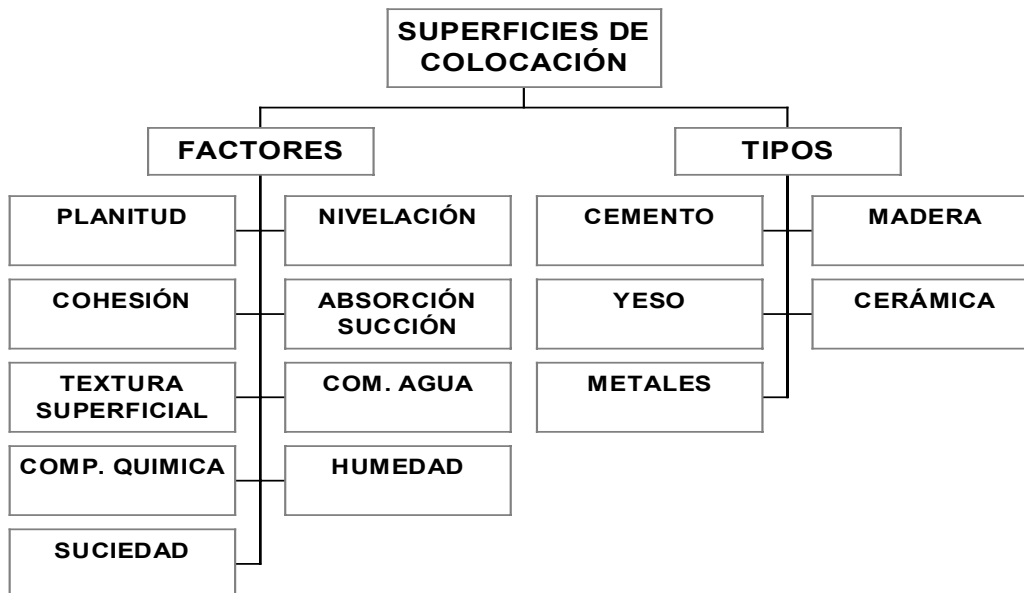 SUPERFICIES DE
COLOCACIÓN
FACTORES
TIPOS
PLANITUD
NIVELACIÓN
CEMENTO
MADERA
COHESIÓN
ABSORCIÓN
SUCCIÓN
YESO
CERÁMICA
TEXTURA
SUPERFICIAL
COM. AGUA
METALES
COMP. QUIMICA
HUMEDAD
SUCIEDAD